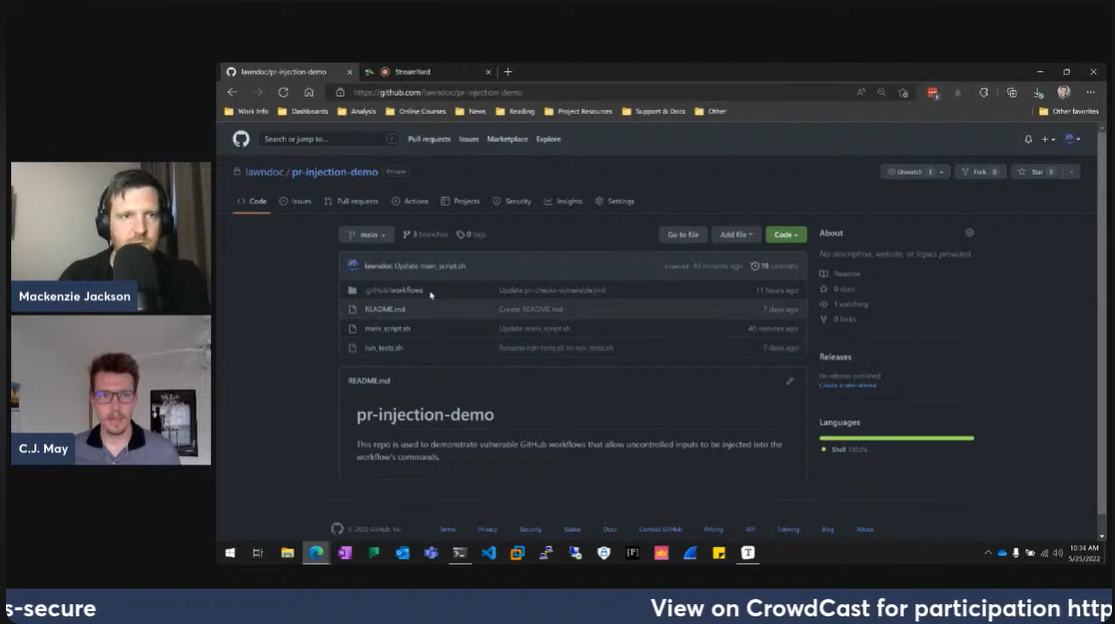 lawndoc/pr-injection-demo
StreamYard
https://github.com/lawndoc/pr-injection-demo
Work Info
Dashboards
Analysis
Online Courses
News
Reading
Project Resources
Support & Docs
Other
Other favorites
Search or jump to...
/
Pull requests
Issues
Marketplace
Explore
lawndoc / pr-injection-demo
Private
Unwatch 1
Fork 0
Star 0
Code
Issues
Pull requests
Actions
Projects
Security
Insights
Settings
main
3 branches
0 tags
Go to file
Add file
Code
lawndoc Update main_script.sh
40 minutes ago
19 commits
.github/workflows
Update pr-checks-vulnerable.yml
11 hours ago
README.md
Create README.md
7 days ago
main_script.sh
Update main_script.sh
40 minutes ago
run_tests.sh
Rename run-tests.sh to run_tests.sh
7 days ago
README.md
pr-injection-demo
This repo is used to demonstrate vulnerable GitHub workflows that allow uncontrolled inputs to be injected into the
workflow's commands.
About
No description, website, or topics provided.
Readme
0 stars
1 watching
0 forks
Releases
No releases published
Create a new release
Languages
Shell 100.0%
© 2022 GitHub, Inc.
Terms
Privacy
Security
Status
Docs
Contact GitHub
Pricing
API
Training
Blog
About
10:34 AM
5/25/2022
Mackenzie Jackson
C.J. May
s-secure
View on CrowdCast for participation http